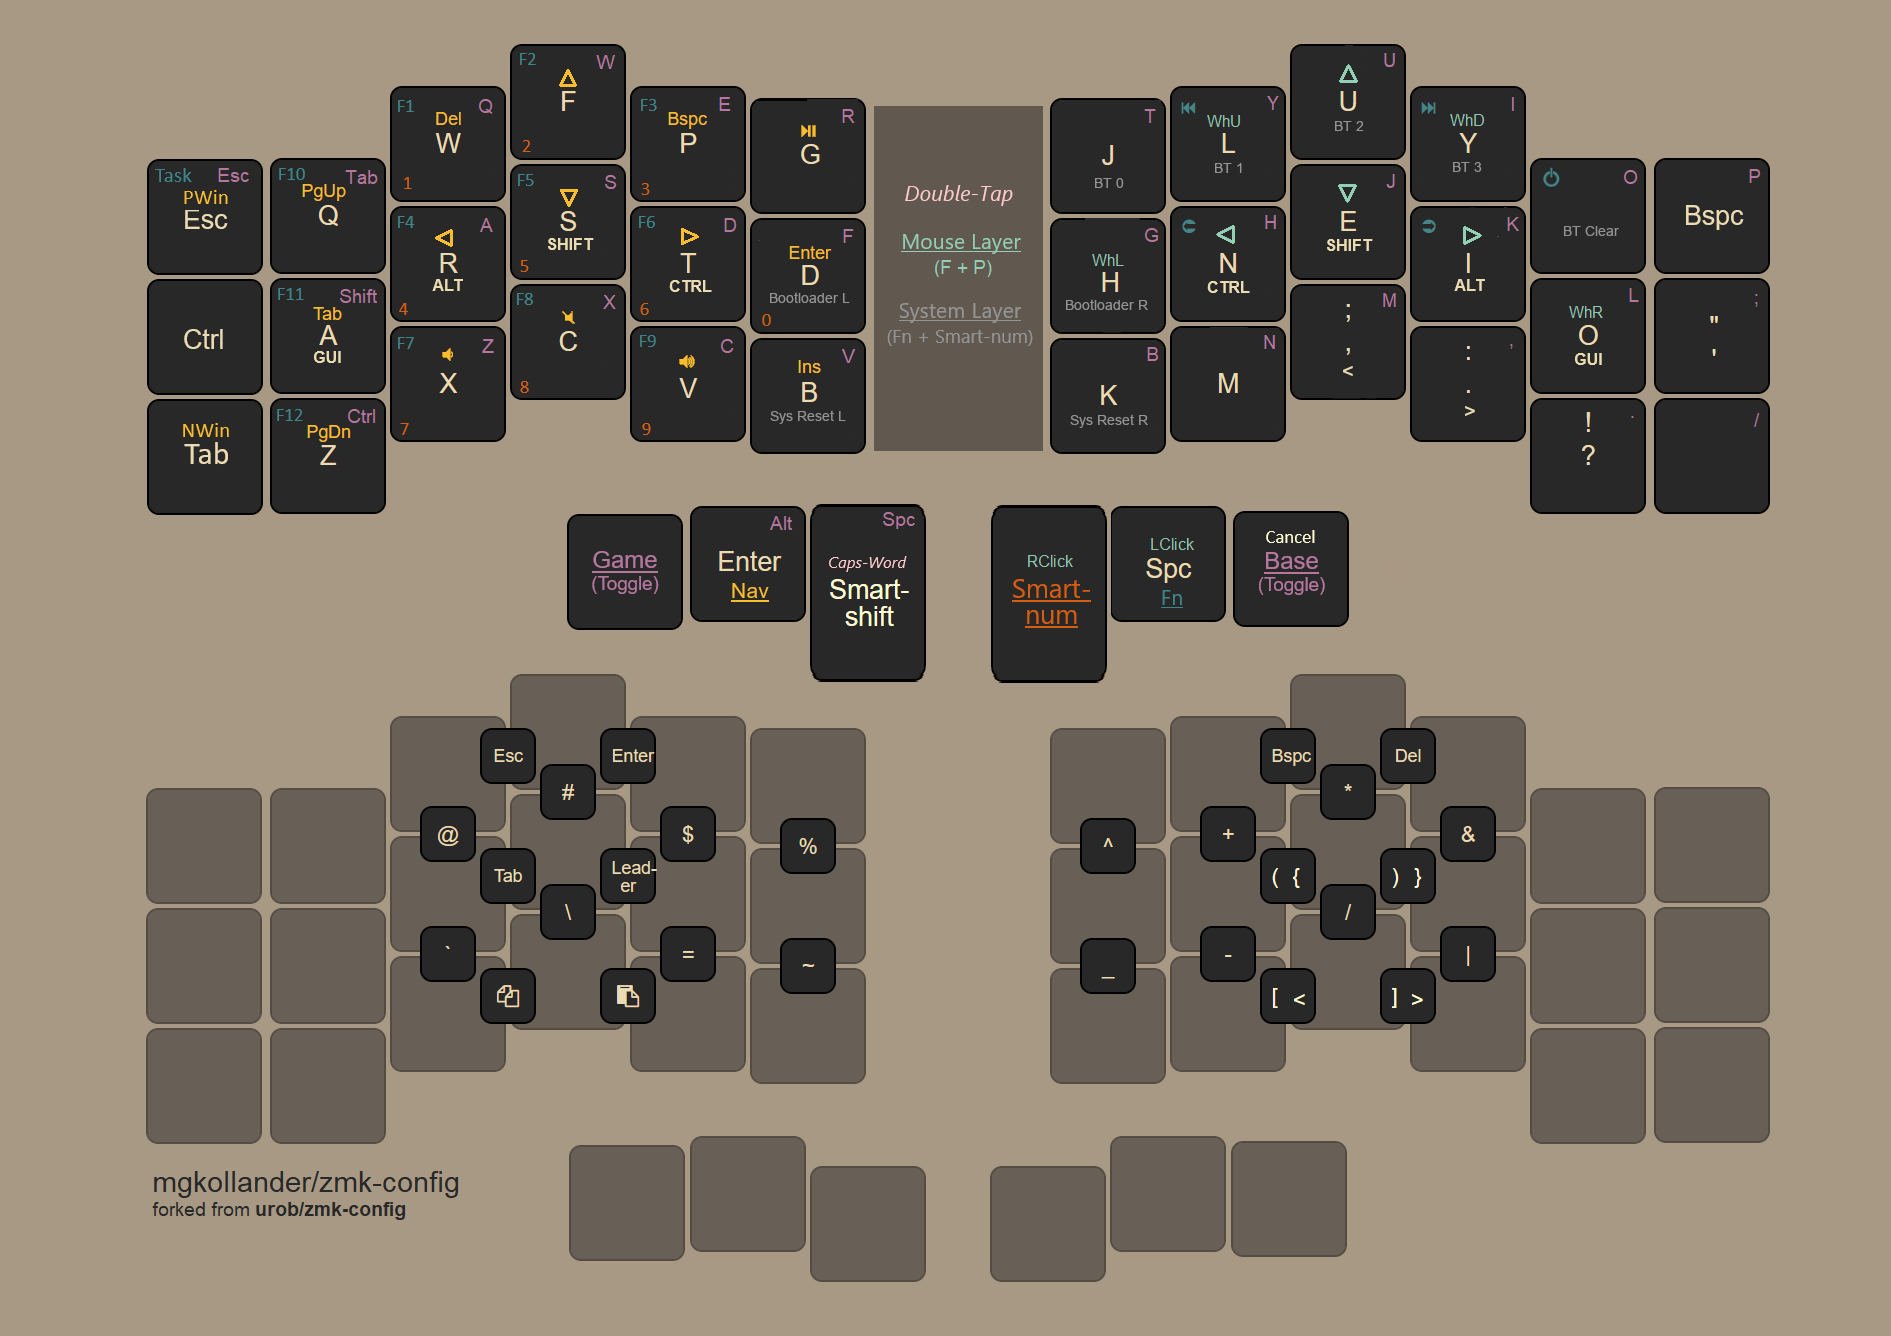 F2 W
F
2
U
U
BT 2
F1 Q
Del
W
1
F3 E
Bspc
P
3
R
G
T
J
BT 0
Y
WhU
L
BT 1
I
WhD
Y
BT 3
Task Esc
PWin
Esc
F10 Tab
PgUp
Q
F5 S
S
SHIFT
5
Double-Tap
Mouse Layer
(F + P)
System Layer
(Fn + Smart-num)
J
E
SHIFT
O
BT Clear
P
Bspc
F4 A
R
ALT
4
F6 D
T
CTRL
6
F
Enter
D
Bootloader L
0
G
WhL
H
Bootloader R
H
N
CTRL
K
I
ALT
Ctrl
F11 Shift
Tab
A
GUI
F8 X
C
8
M
;
,
<
L
WhR
O
GUI
;
"
'
F7 Z
X
7
F9 C
V
9
V
Ins
B
Sys Reset L
B
K
Sys Reset R
N
M
,
:
.
>
NWin
Tab
F12 Ctrl
PgDn
Z
.
!
?
/
Game
(Toggle)
Alt
Enter
Nav
Spc
Caps-Word
Smart-
shift
RClick
Smart-
num
LClick
Spc
Fn
Cancel
Base
(Toggle)
Esc Enter Bspc Del
# *
@ $ % ^ + &
Tab Lead-
er ( { ) }
\ /
` = ~ _ - |
[ < ] >
mgkollander/zmk-config
forked from urob/zmk-config